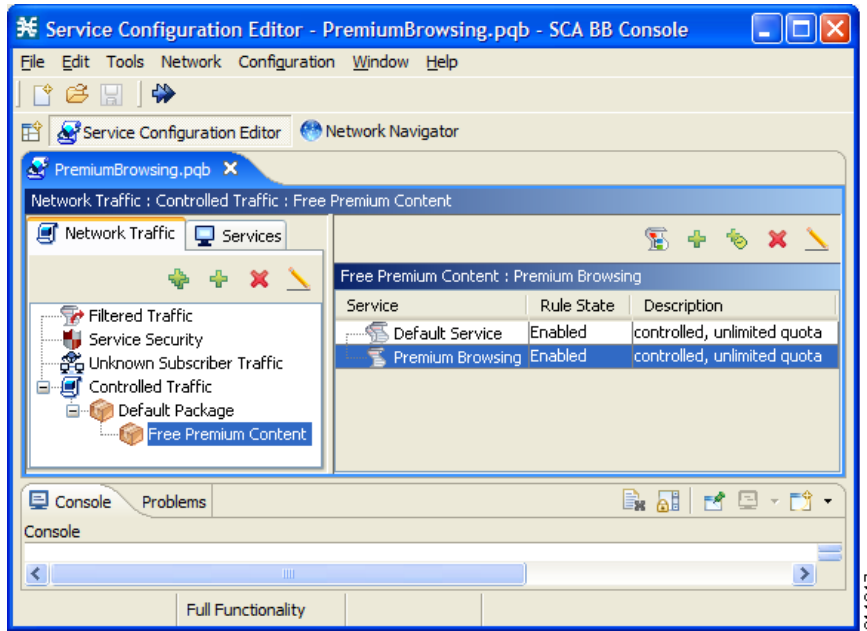 Service Configuration Editor - PremiumBrowsing.pqb - SCA BB Console
File Edit Tools Network Configuration Window Help
Service Configuration Editor Network Navigator
PremiumBrowsing.pqb
Network Traffic : Controlled Traffic : Free Premium Content
Network Traffic Services
Filtered Traffic
Service Security
Unknown Subscriber Traffic
Controlled Traffic
Default Package
Free Premium Content
Free Premium Content : Premium Browsing
Service Rule State Description
Default Service Enabled controlled, unlimited quota
Premium Browsing Enabled controlled, unlimited quota
Console Problems
Console
Full Functionality